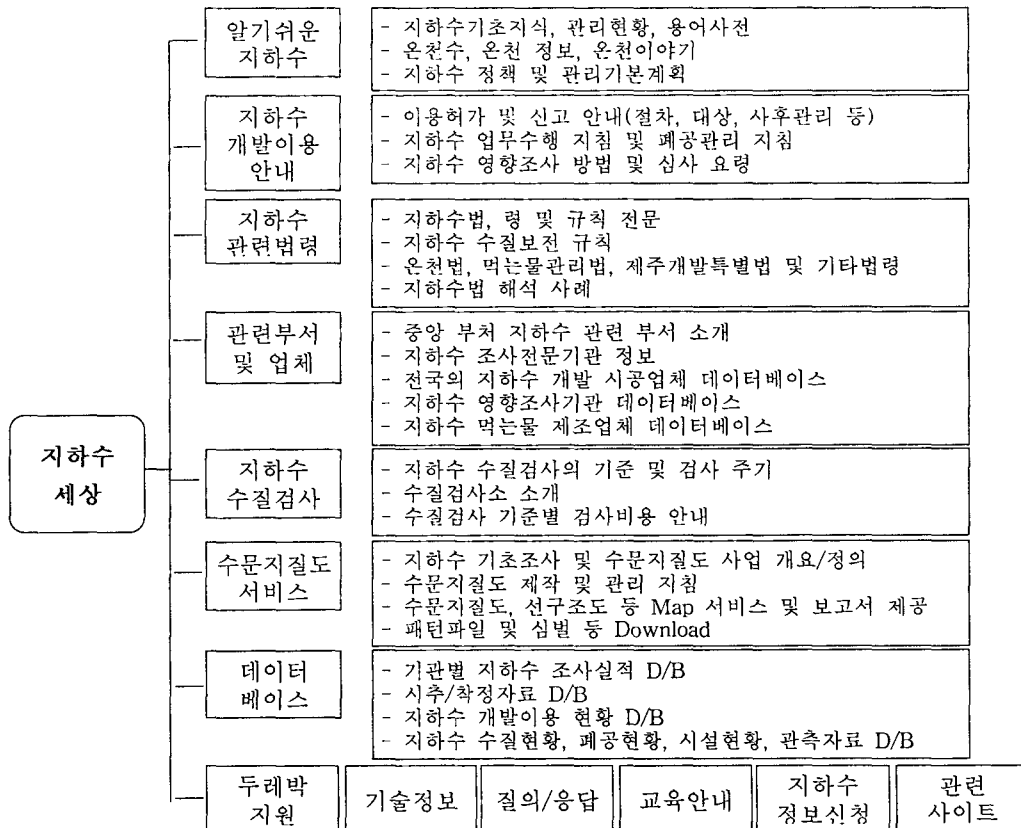 알기쉬운
지하수
- 지하수기초지식, 관리현황, 용어사전
- 온천수, 온천 정보, 온천이야기
- 지하수 정책 및 관리기본계획
지하수
개발이용
안내
- 이용허가 및 신고 안내(절차, 대상, 사후관리 등)
- 지하수 업무수행 지침 및 폐공관리 지침
- 지하수 영향조사 방법 및 심사 요령
지하수
관련법령
- 지하수법, 령 및 규칙 전문
- 지하수 수질보전 규칙
- 온천법, 먹는물관리법, 제주개발특별법 및 기타법령
- 지하수법 해석 사례
관련부서
및 업체
- 중앙 부처 지하수 관련 부서 소개
- 지하수 조사전문기관 정보
- 전국의 지하수 개발 시공업체 데이터베이스
- 지하수 영향조사기관 데이터베이스
- 지하수 먹는물 제조업체 데이터베이스
지하수
세상
지하수
수질검사
- 지하수 수질검사의 기준 및 검사 주기
- 수질검사소 소개
- 수질검사 기준별 검사비용 안내
수문지질도
서비스
- 지하수 기초조사 및 수문지질도 사업 개요/정의
- 수문지질도 제작 및 관리 지침
- 수문지질도, 선구조도 등 Map 서비스 및 보고서 제공
- 패턴파일 및 심벌 등 Download
데이터
베이스
- 기관별 지하수 조사실적 D/B
- 시추/착정자료 D/B
- 지하수 개발이용 현황 D/B
- 지하수 수질현황, 폐공현황, 시설현황, 관측자료 D/B
두레박
지원
기술정보
질의/응답
교육안내
지하수
정보신청
관련
사이트